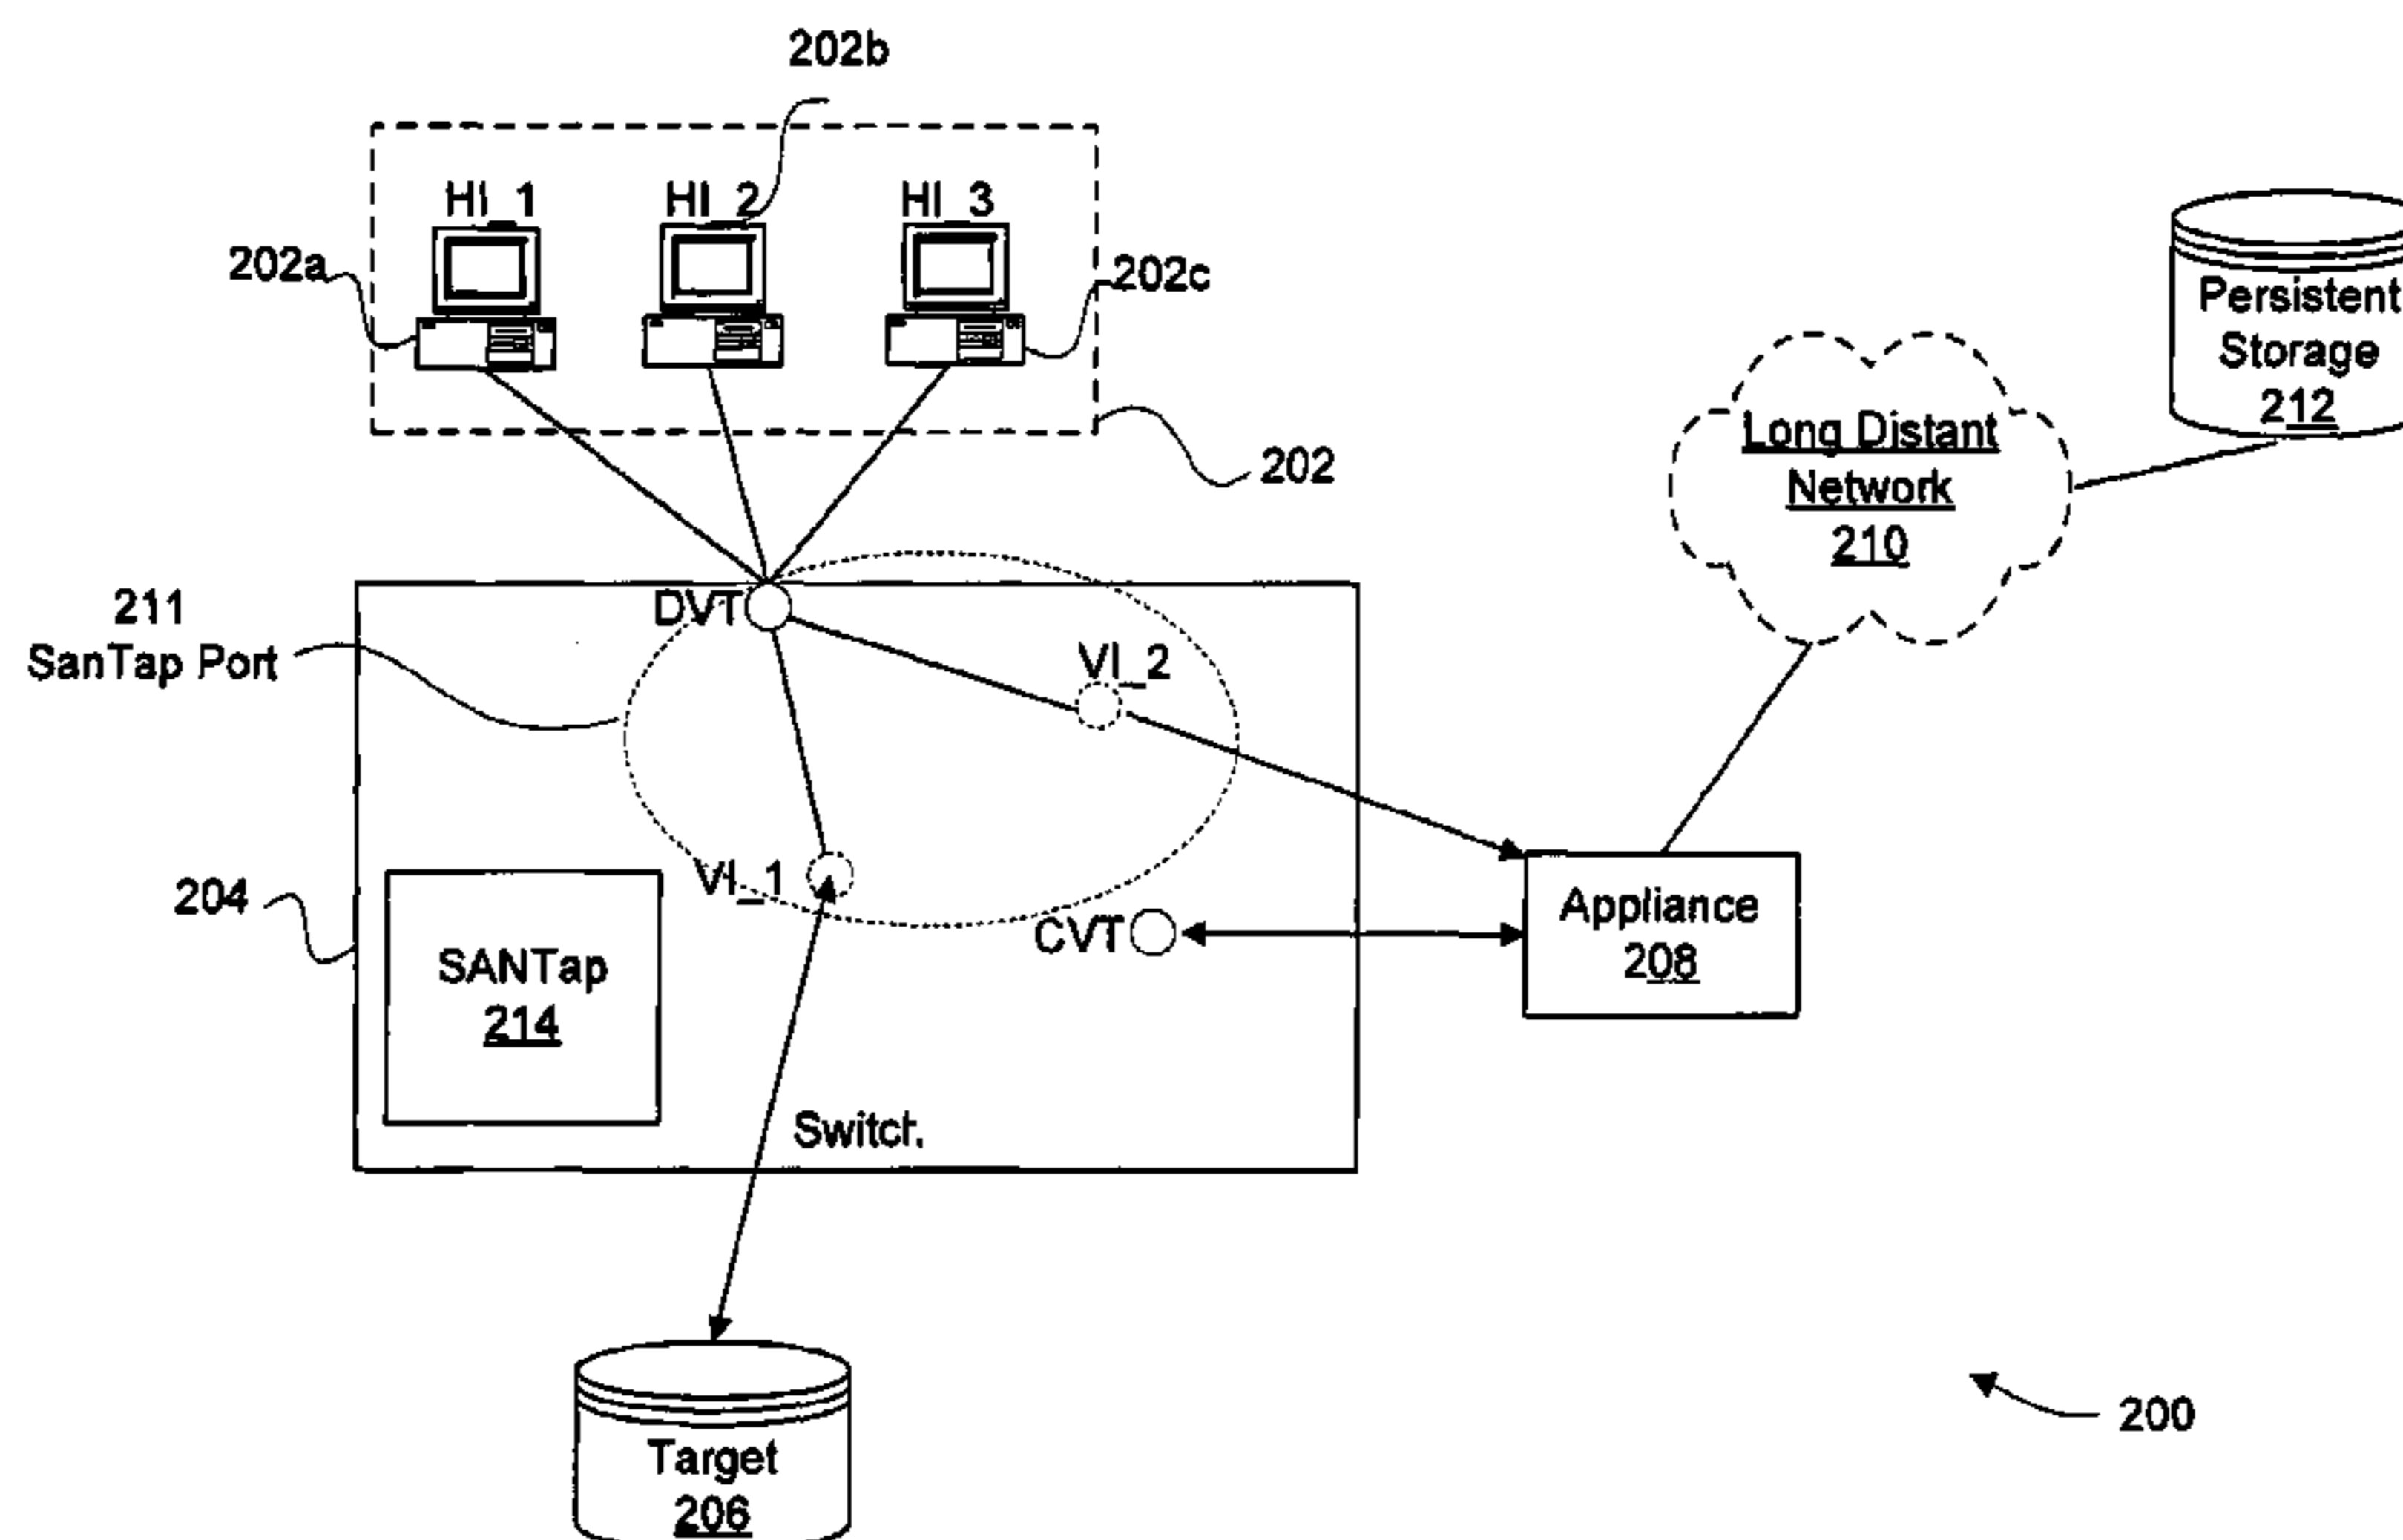 202b
HI_1
HI_2
HI_3
202a
202c
Persistent
Storage
212
Long Distant
Network
210
202
211
SanTap Port
DVT
VI_2
VI_1
204
CVT
Appliance
208
SANTap
214
Switch
Target
206
200